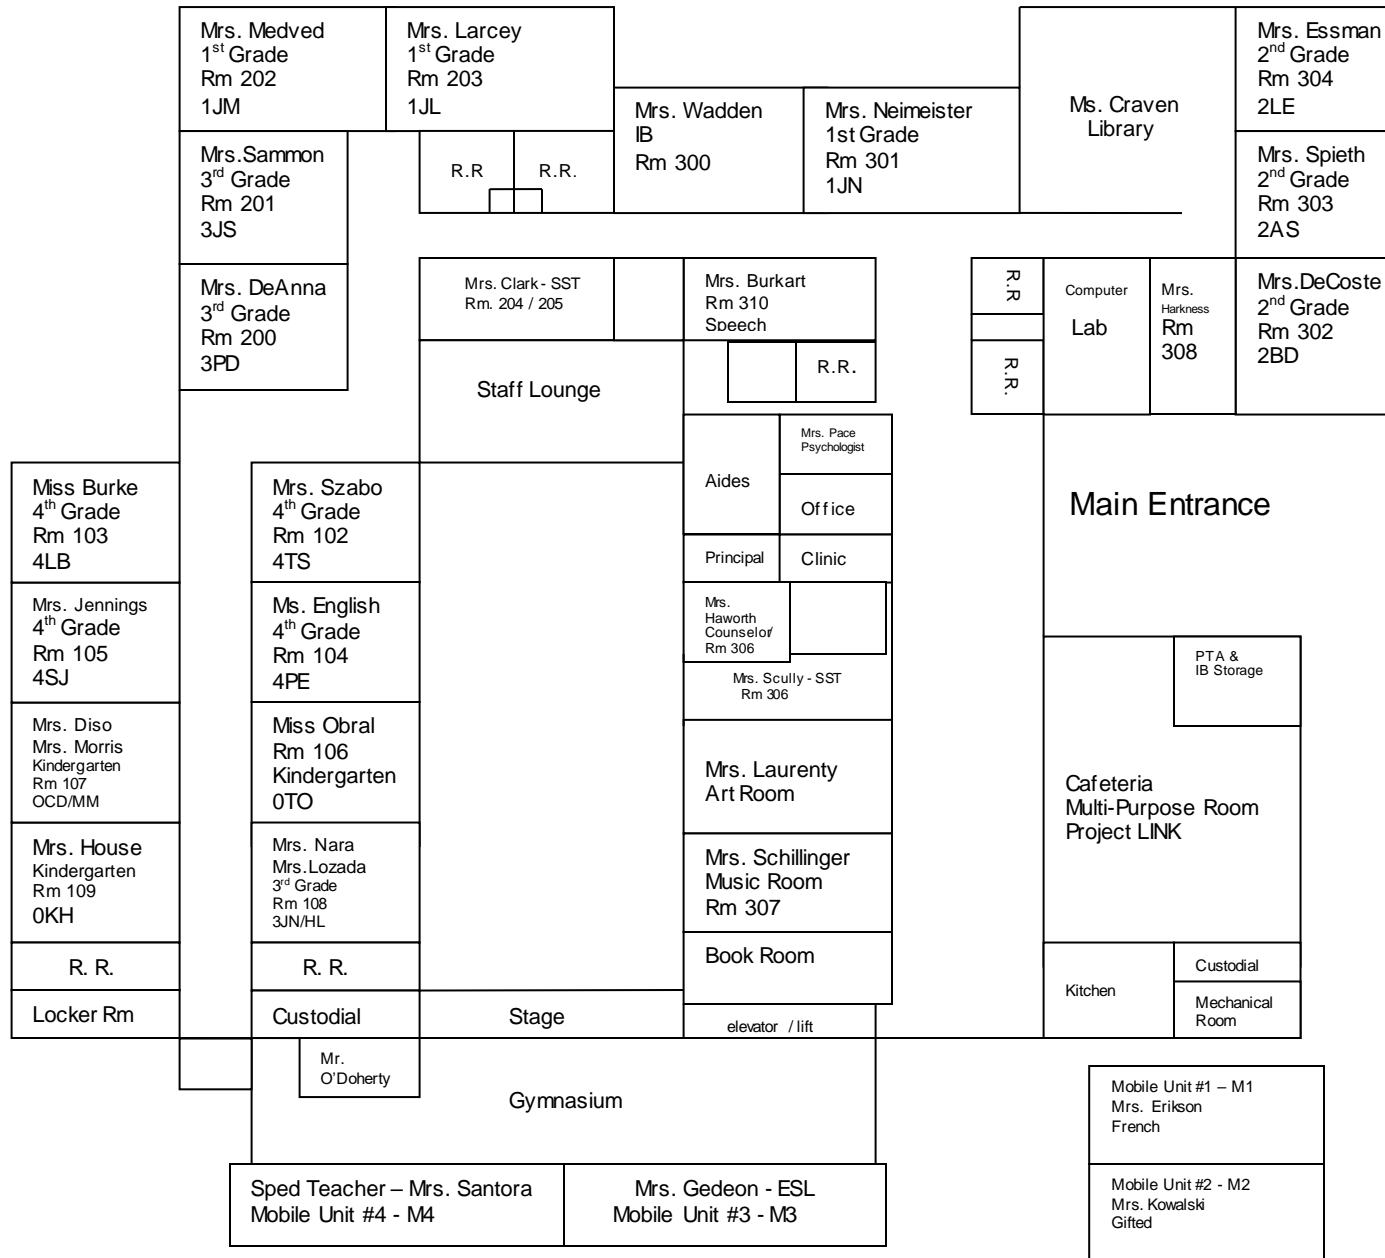 Mrs. Medved
1st Grade
Rm 202
1JM
Mrs. Larcey
1st Grade
Rm 203
1JL
Mrs. Wadden
IB
Rm 300
Mrs. Neimeister
1st Grade
Rm 301
1JN
Ms. Craven
Library
Mrs. Essman
2nd Grade
Rm 304
2LE
Mrs.Sammon
3rd Grade
Rm 201
3JS
R.R
R.R.
Mrs. Spieth
2nd Grade
Rm 303
2AS
Mrs. DeAnna
3rd Grade
Rm 200
3PD
Mrs. Clark - SST
Rm. 204 / 205
Mrs. Burkart
Rm 310
Speech
R.R
R.R.
Computer
Lab
Mrs.
Harkness
Rm
308
Mrs.DeCoste
2nd Grade
Rm 302
2BD
Staff Lounge
R.R.
Aides
Mrs. Pace
Psychologist
Office
Principal
Clinic
Main Entrance
Miss Burke
4th Grade
Rm 103
4LB
Mrs. Szabo
4th Grade
Rm 102
4TS
Mrs. Jennings
4th Grade
Rm 105
4SJ
Ms. English
4th Grade
Rm 104
4PE
Mrs.
Haworth
Counselor/
Rm 306
Mrs. Scully - SST
Rm 306
PTA &
IB Storage
Mrs. Diso
Mrs. Morris
Kindergarten
Rm 107
OCD/MM
Miss Obral
Rm 106
Kindergarten
0TO
Mrs. Laurenty
Art Room
Cafeteria
Multi-Purpose Room
Project LINK
Mrs. House
Kindergarten
Rm 109
0KH
Mrs. Nara
Mrs.Lozada
3rd Grade
Rm 108
3JN/HL
Mrs. Schillinger
Music Room
Rm 307
R. R.
R. R.
Book Room
Kitchen
Custodial
Mechanical
Room
Locker Rm
Custodial
Stage
elevator / lift
Mr.
O'Doherty
Gymnasium
Mobile Unit #1 – M1
Mrs. Erikson
French
Sped Teacher – Mrs. Santora
Mobile Unit #4 - M4
Mrs. Gedeon - ESL
Mobile Unit #3 - M3
Mobile Unit #2 - M2
Mrs. Kowalski
Gifted